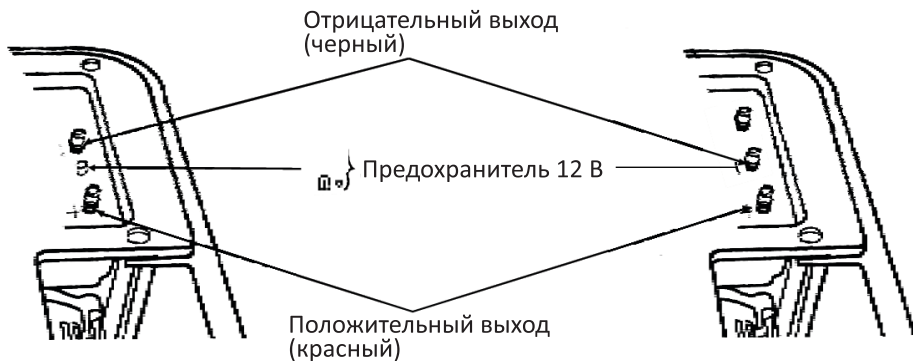 Отрицательный выход
(черный)
Предохранитель 12 В
Положительный выход
(красный)